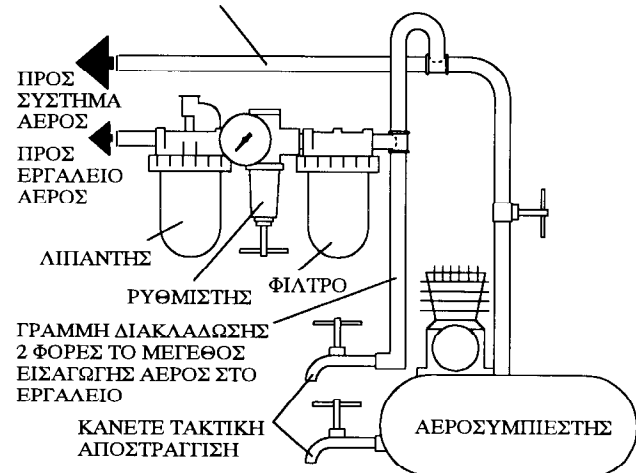 ΠΡΟΣ
ΣΥΣΤΗΜΑ
ΑΕΡΟΣ
ΠΡΟΣ
ΕΡΓΑΛΕΙΟ
ΑΕΡΟΣ
ΛΙΠΑΝΤΗΣ
ΡΥΘΜΙΣΤΗΣ
ΦΙΛΤΡΟ
ΓΡΑΜΜΗ ΔΙΑΚΛΑΔΩΣΗΣ
2 ΦΟΡΕΣ ΤΟ ΜΕΓΕΘΟΣ
ΕΙΣΑΓΩΓΗΣ ΑΕΡΟΣ ΣΤΟ
ΕΡΓΑΛΕΙΟ
ΚΑΝΕΤΕ ΤΑΚΤΙΚΗ
ΑΠΟΣΤΡΑΓΓΙΣΗ
ΑΕΡΟΣΥΜΠΙΕΣΤΗΣ